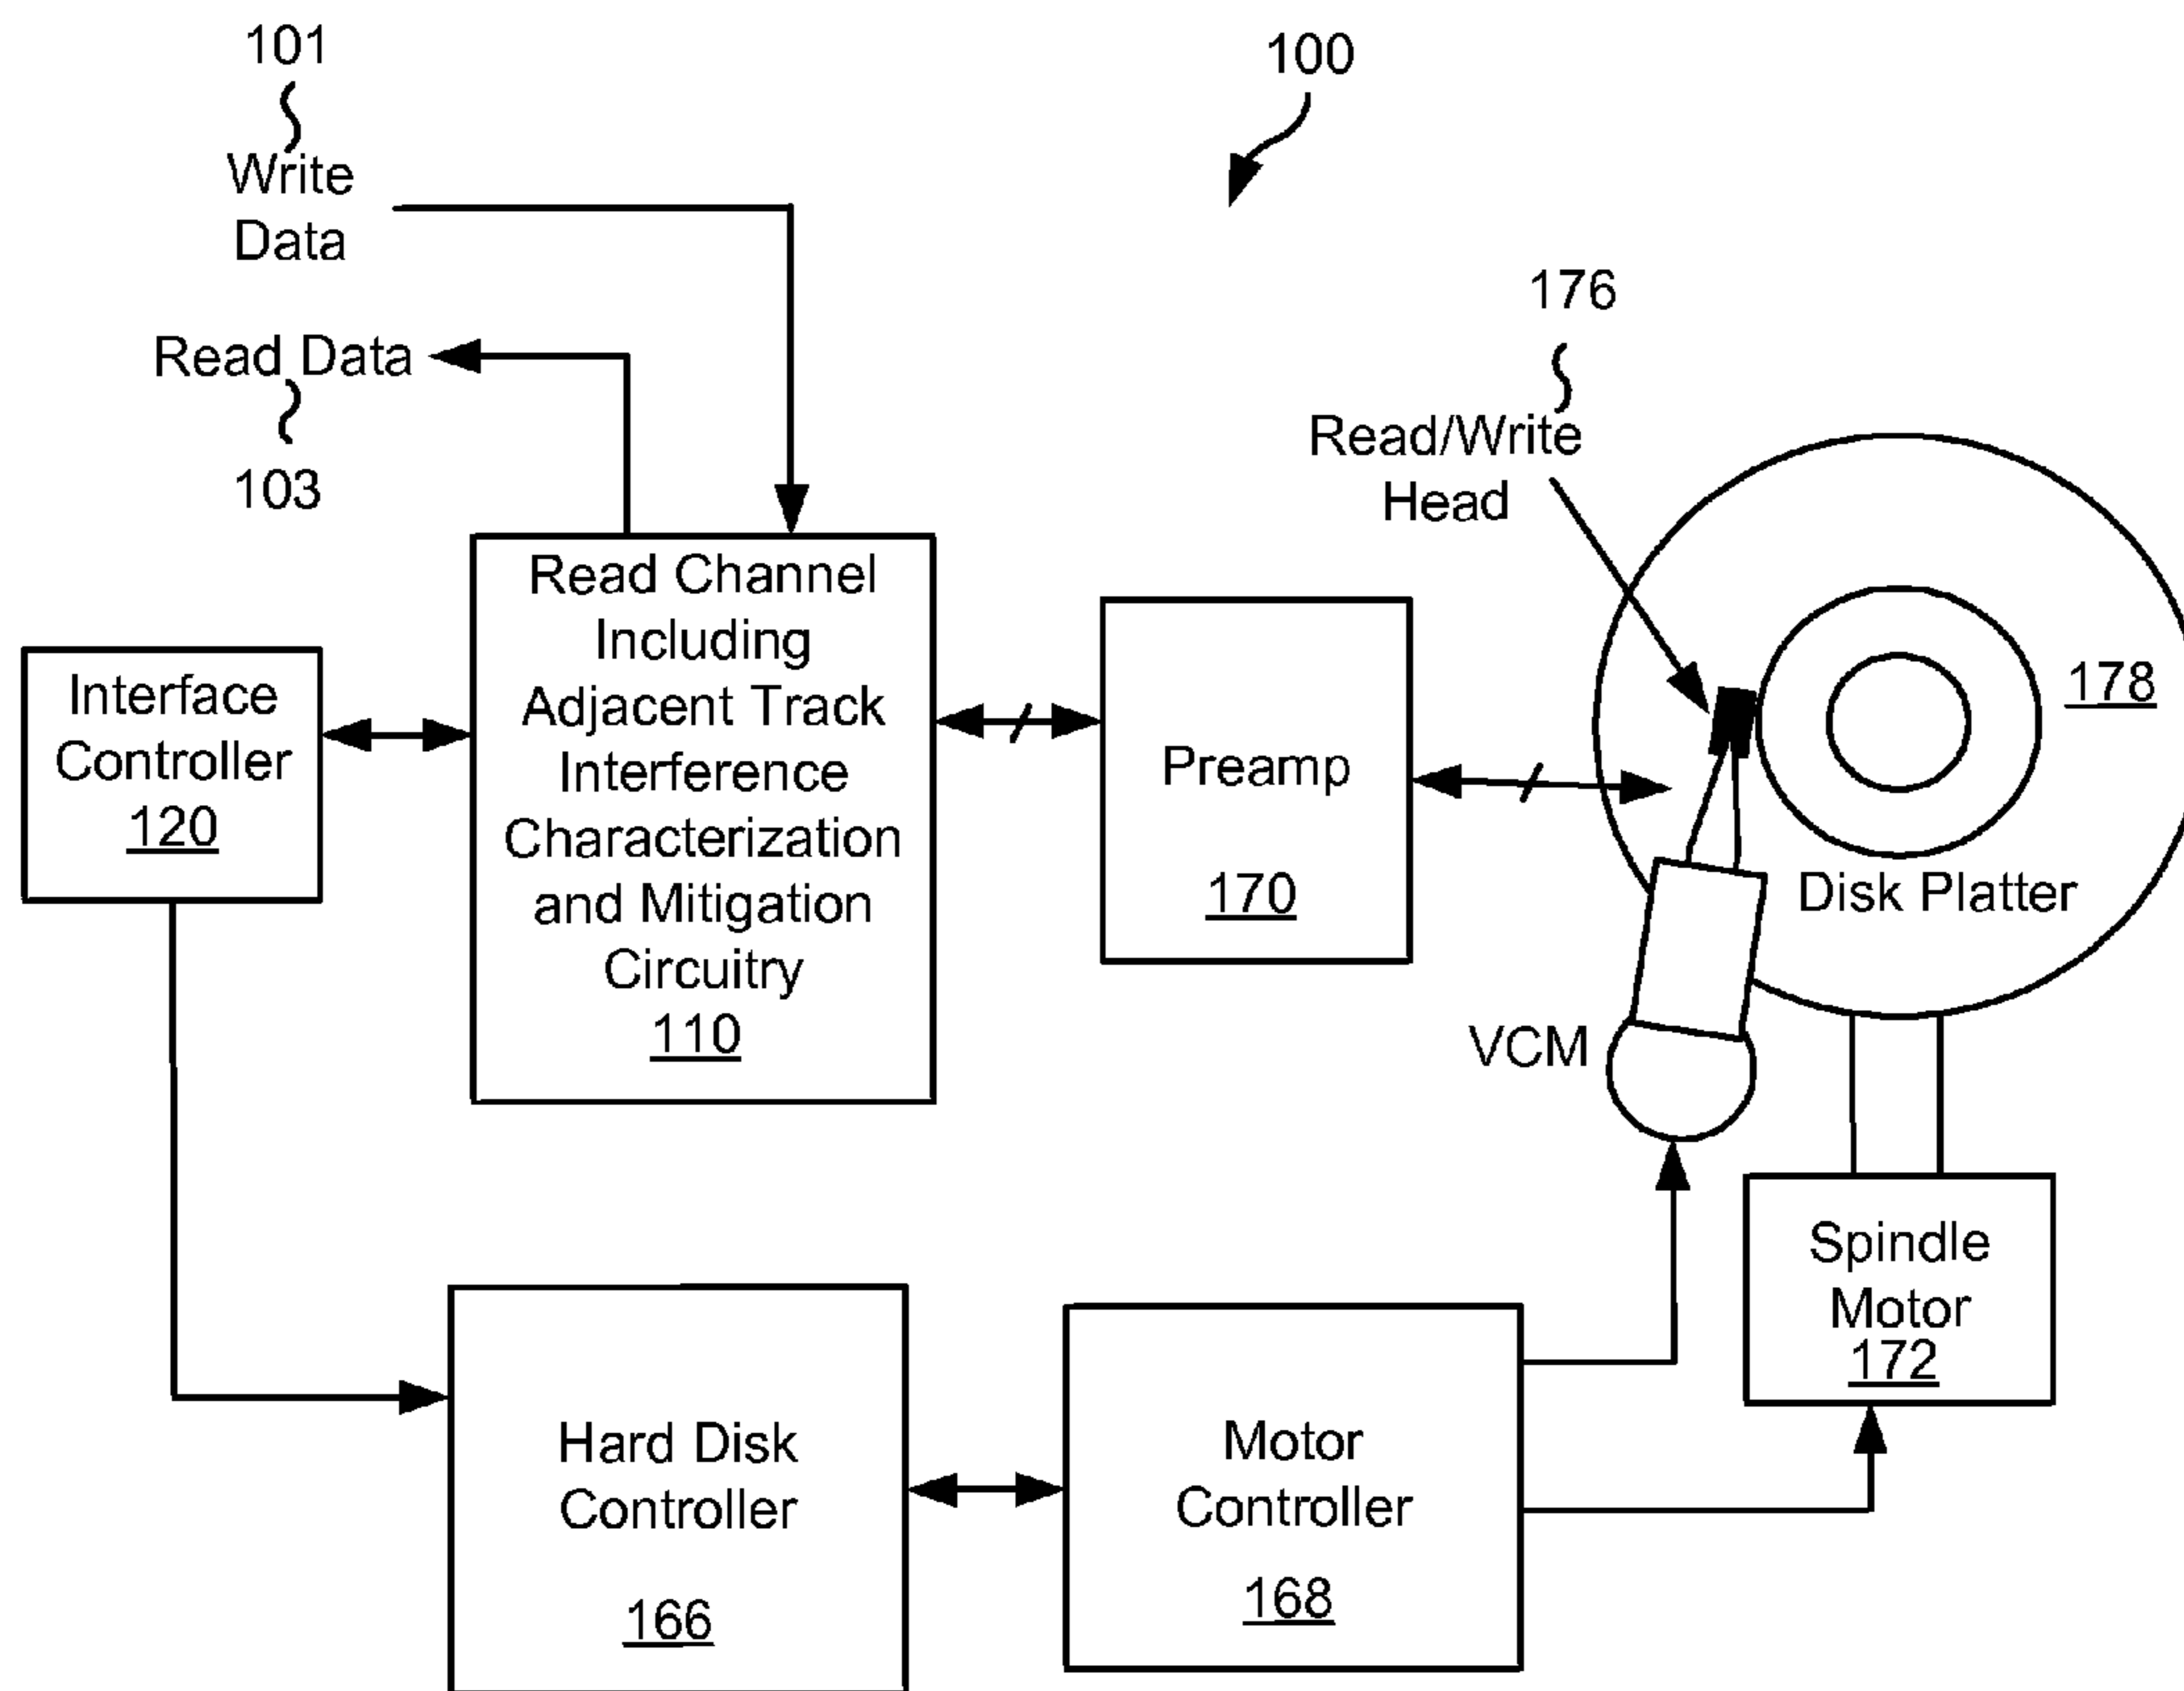 101
Write
Data
100
Read Data
103
176
Read/Write
Head
Read Channel
Including
Adjacent Track
Interference
Characterization
and Mitigation
Circuitry
110
Interface
Controller
120
Preamp
170
178
Disk Platter
VCM
Spindle
Motor
172
Hard Disk
Controller
166
Motor
Controller
168